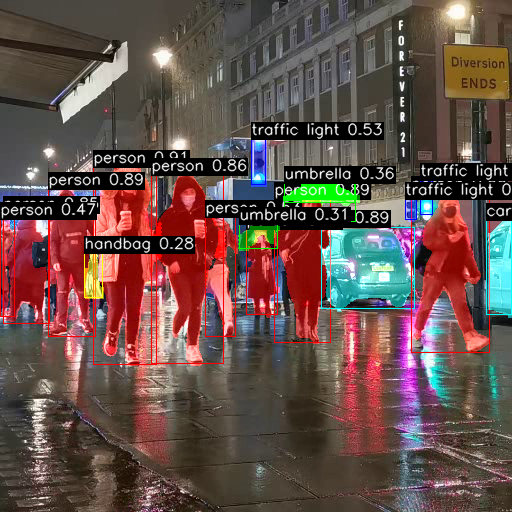 FOREVER 21
Diversion
ENDS
traffic light 0.53
person 0.91
person 0.86
umbrella 0.36
traffic light
person 0.89
person 0.89
traffic light 0
person 0.47
umbrella 0.31
0.89
car
handbag 0.28